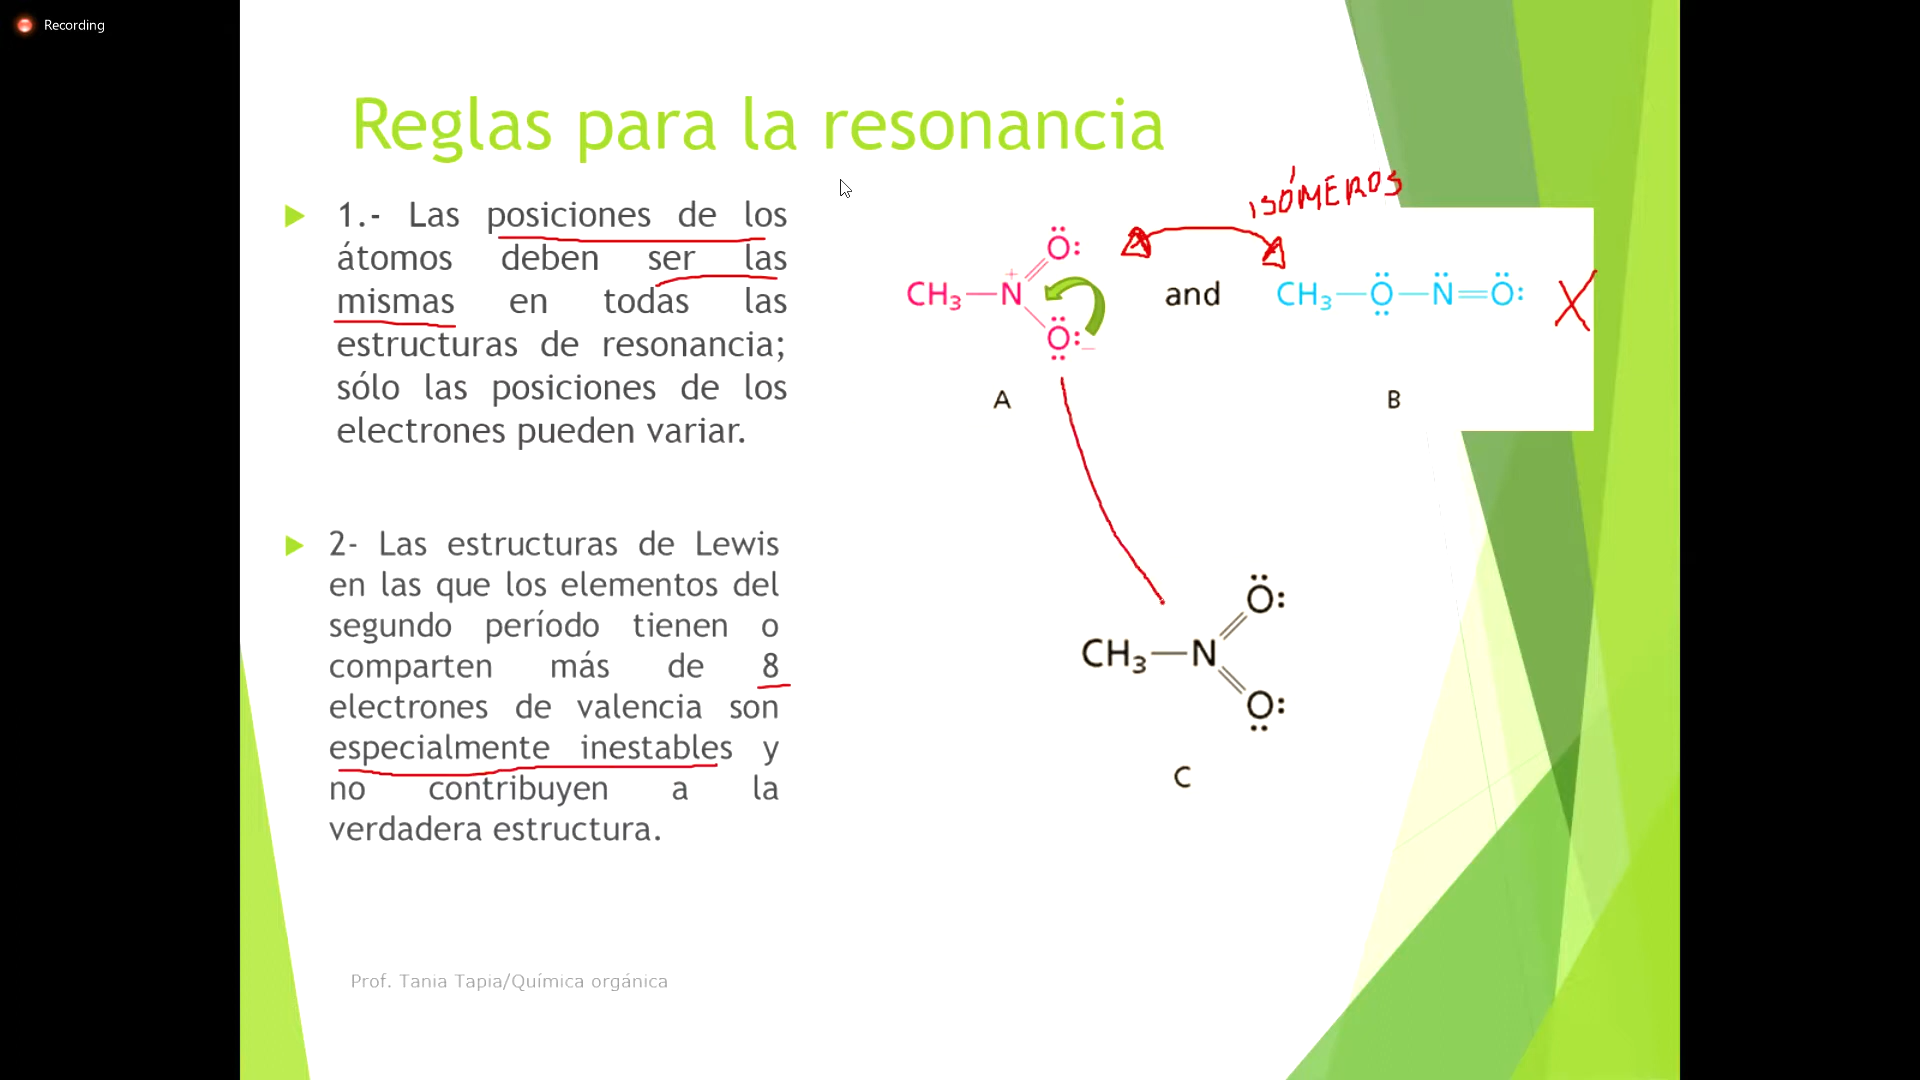 Recording
Reglas para la resonancia
1.- Las posiciones de los
átomos deben ser las
mismas en todas las
estructuras de resonancia;
sólo las posiciones de los
electrones pueden variar.
2- Las estructuras de Lewis
en las que los elementos del
segundo período tienen o
comparten más de 8
electrones de valencia son
especialmente inestables y
no contribuyen a la
verdadera estructura.
ISÓMEROS
Ö:
CH₃—N⁺
Ö:⁻
A
and
CH₃—Ö—N̈=Ö: X
B
Ö:
CH₃—N
O:
C
Prof. Tania Tapia/Química orgánica